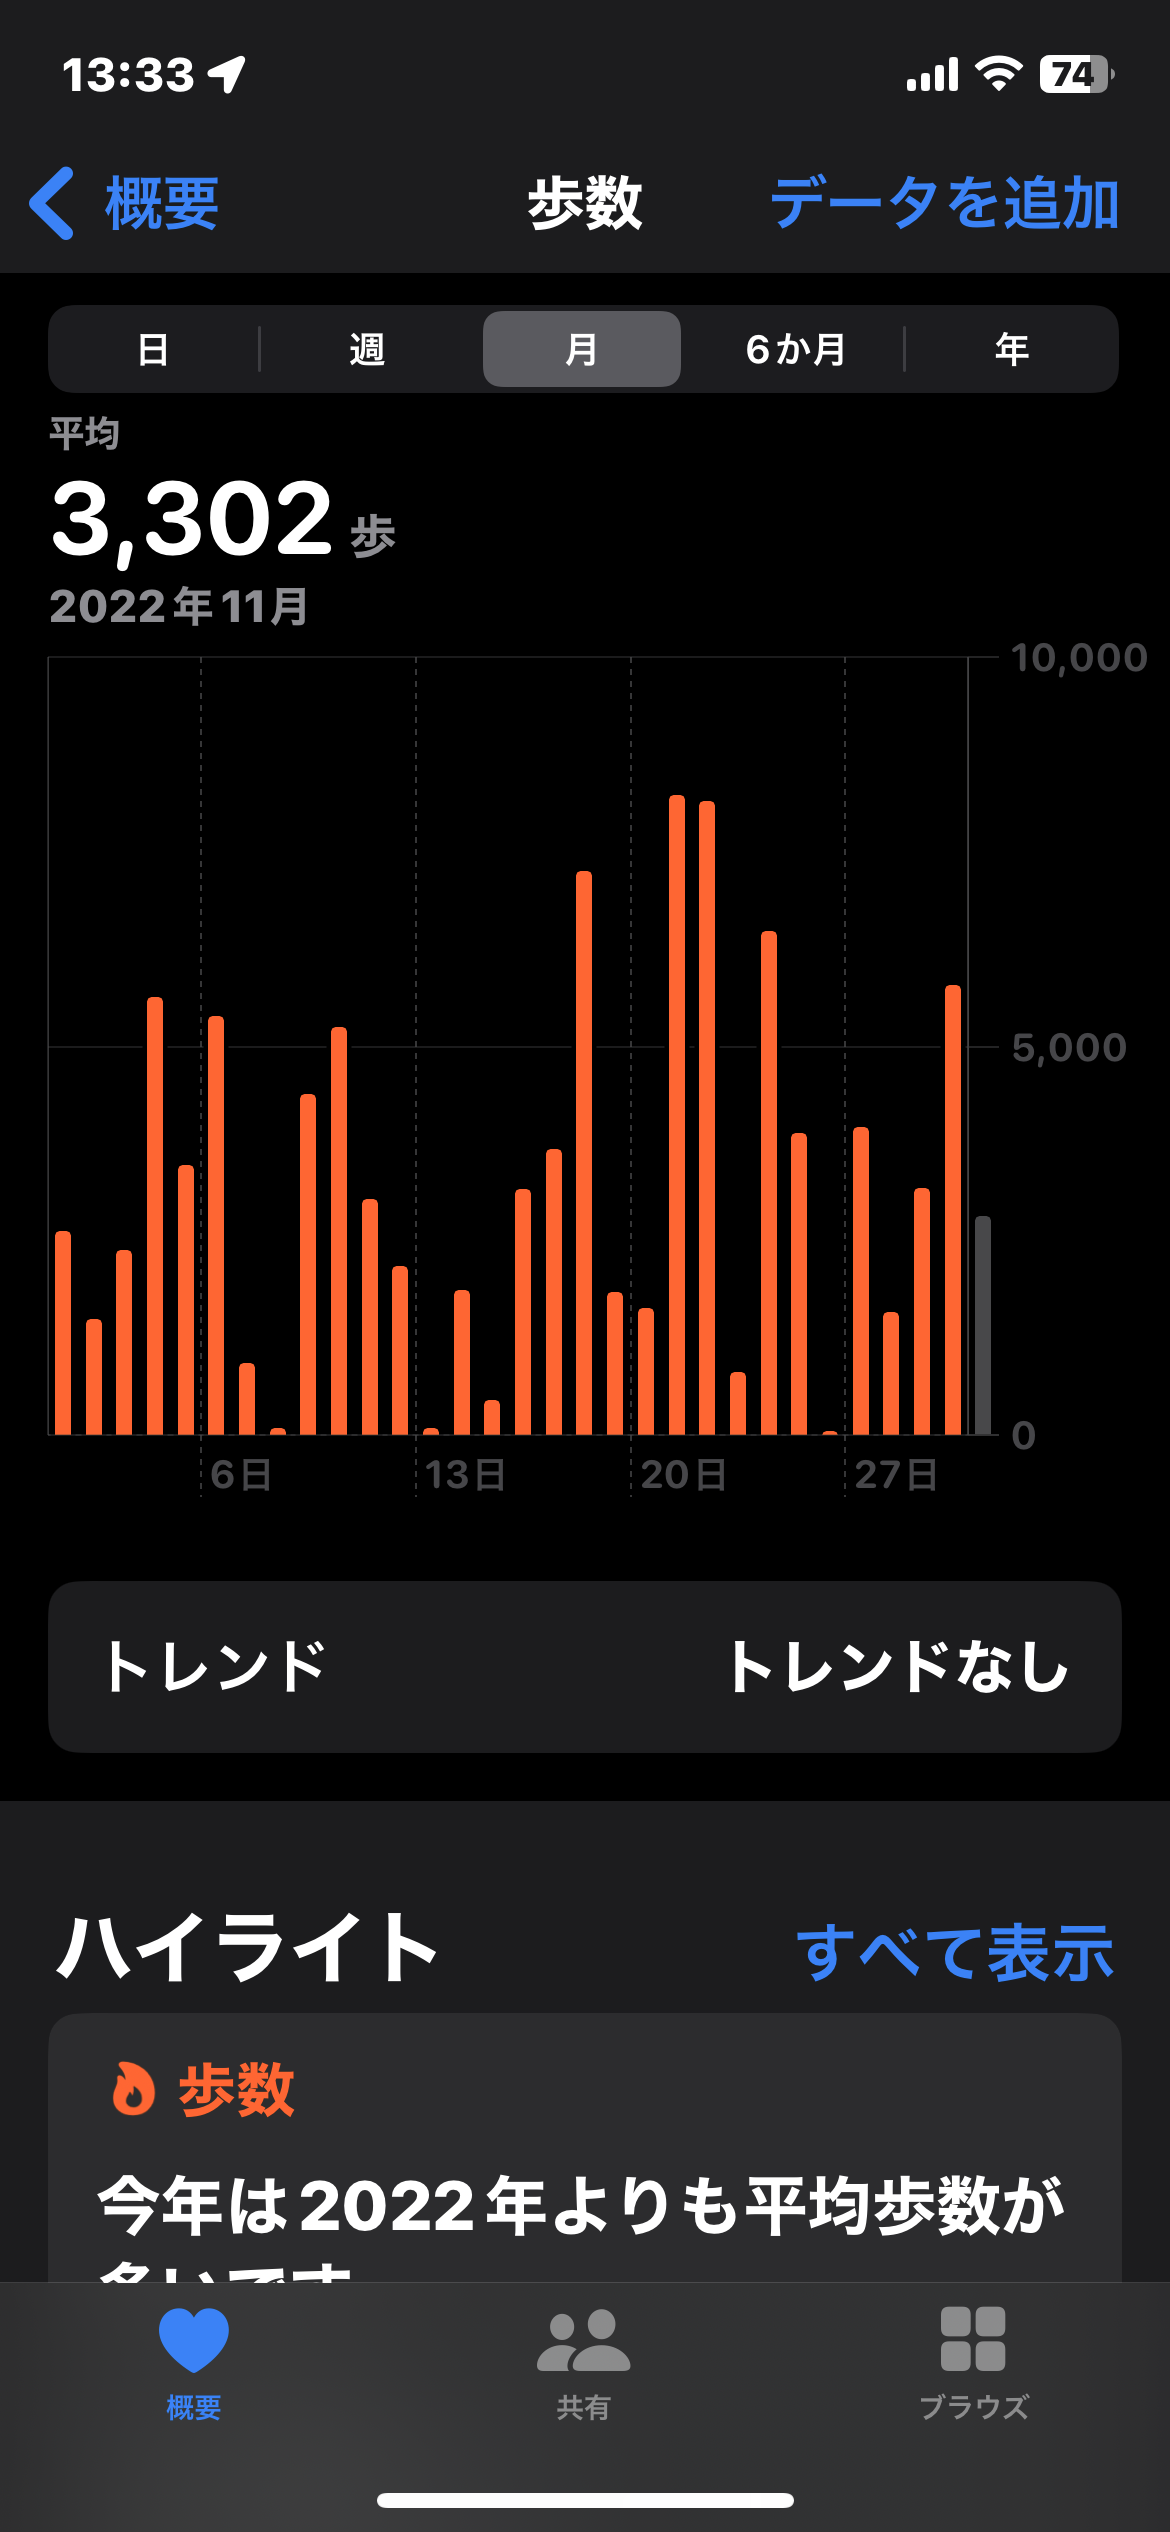 13:33
74
概要
歩数
データを追加
日
週
月
6か月
年
平均
3,302 歩
2022年11月
10,000
5,000
0
6日
13日
20日
27日
トレンド
トレンドなし
ハイライト
すべて表示
歩数
今年は2022年よりも平均歩数が
多いです
概要
共有
ブラウズ